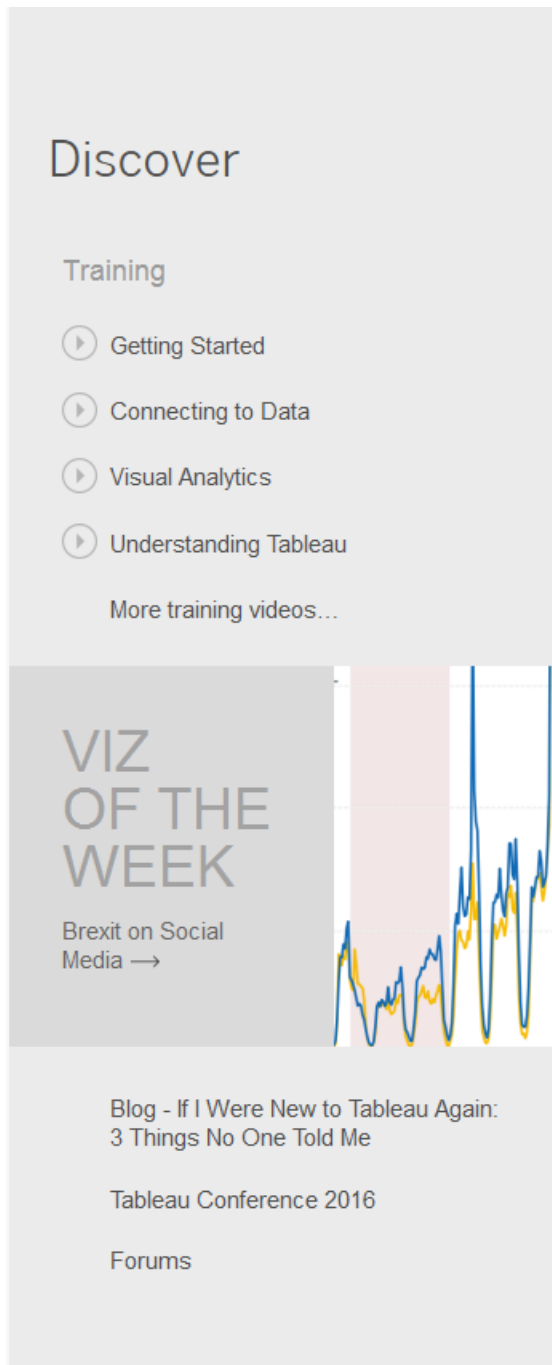 Discover
Training
Getting Started
Connecting to Data
Visual Analytics
Understanding Tableau
More training videos...
VIZ
OF THE
WEEK
Brexit on Social
Media →
Blog - If I Were New to Tableau Again:
3 Things No One Told Me
Tableau Conference 2016
Forums